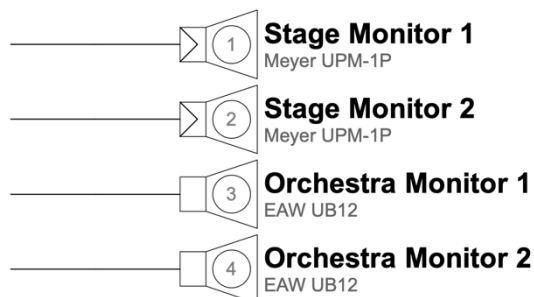 1
Stage Monitor 1
Meyer UPM-1P
2
Stage Monitor 2
Meyer UPM-1P
3
Orchestra Monitor 1
EAW UB12
4
Orchestra Monitor 2
EAW UB12